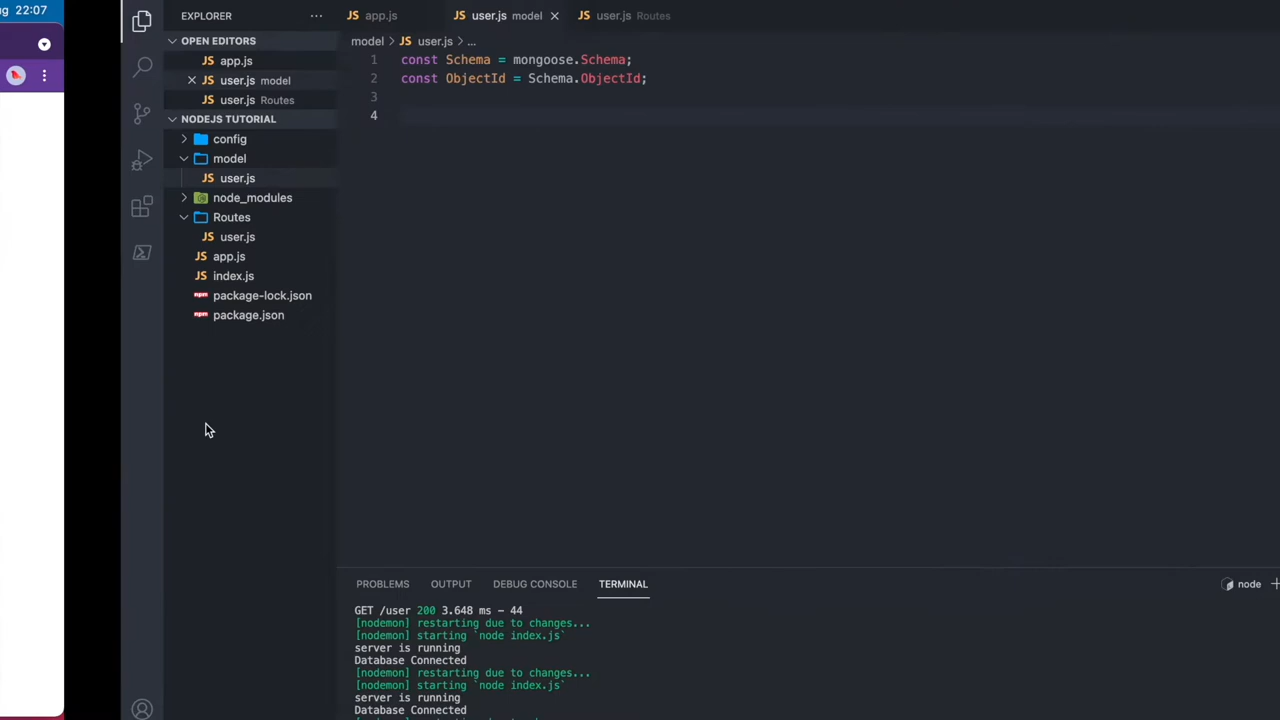 ug 22:07
EXPLORER
OPEN EDITORS
app.js
user.js model
user.js Routes
NODEJS TUTORIAL
config
model
JS user.js
node_modules
Routes
JS user.js
JS app.js
JS index.js
npm package-lock.json
npm package.json
JS app.js
JS user.js model
JS user.js Routes
model > JS user.js > ...
1 const Schema = mongoose.Schema;
2 const ObjectId = Schema.ObjectId;
3
4
PROBLEMS OUTPUT DEBUG CONSOLE TERMINAL
node
GET /user 200 3.648 ms - 44
[nodemon] restarting due to changes...
[nodemon] starting `node index.js`
server is running
Database Connected
[nodemon] restarting due to changes...
[nodemon] starting `node index.js`
server is running
Database Connected